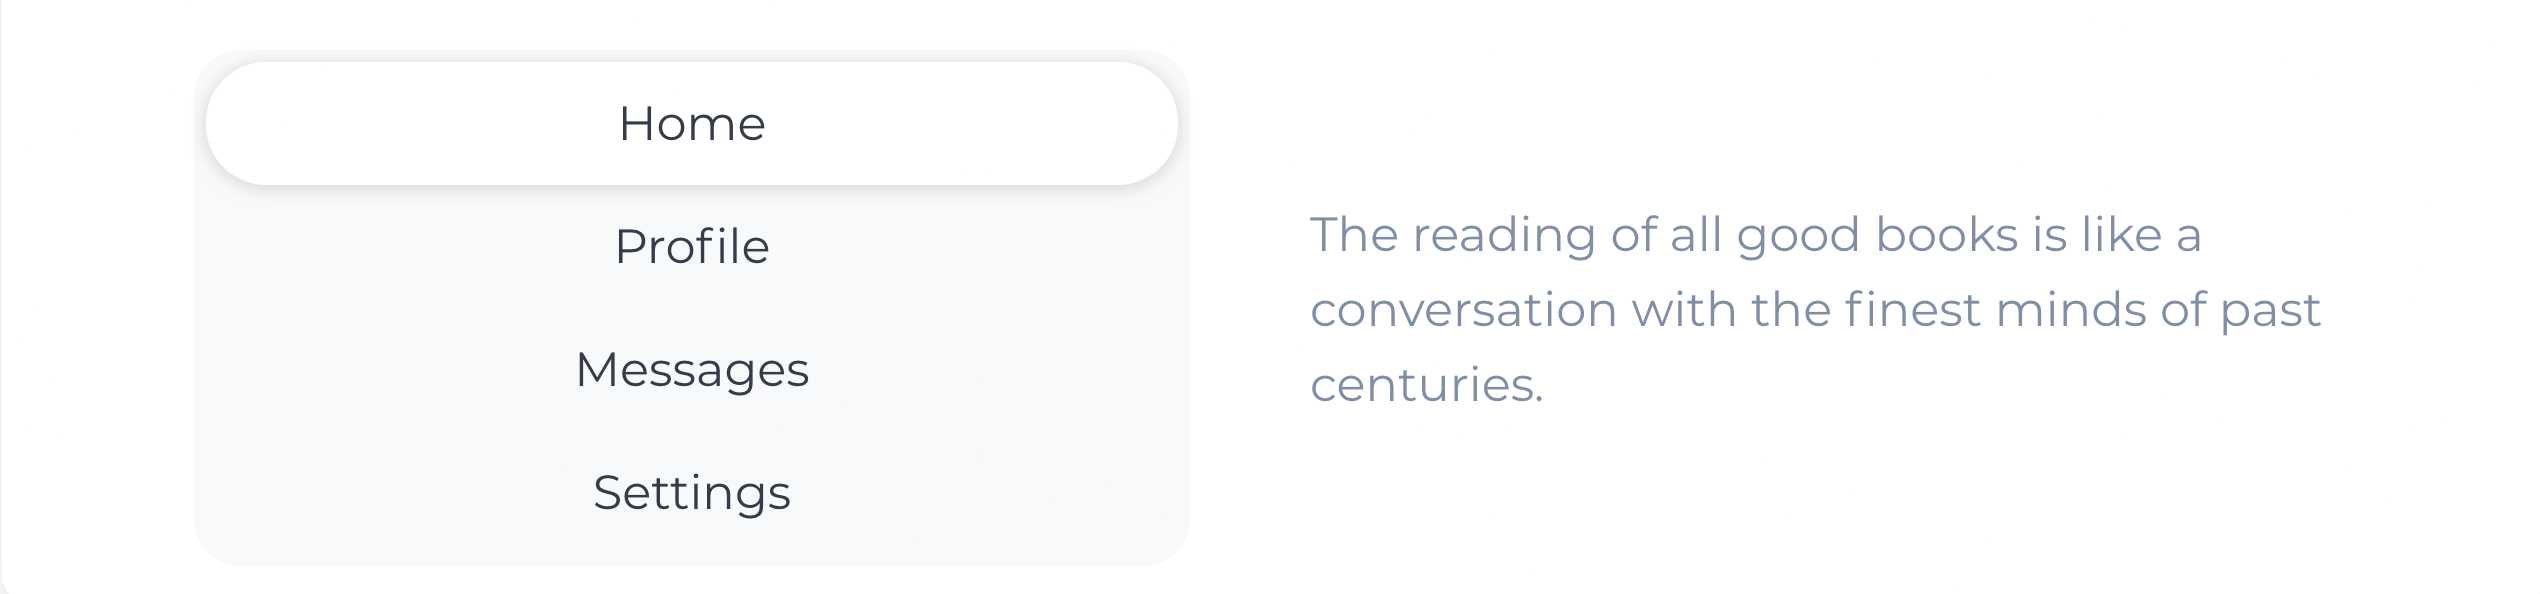 Home
Profile
Messages
Settings
The reading of all good books is like a
conversation with the finest minds of past
centuries.